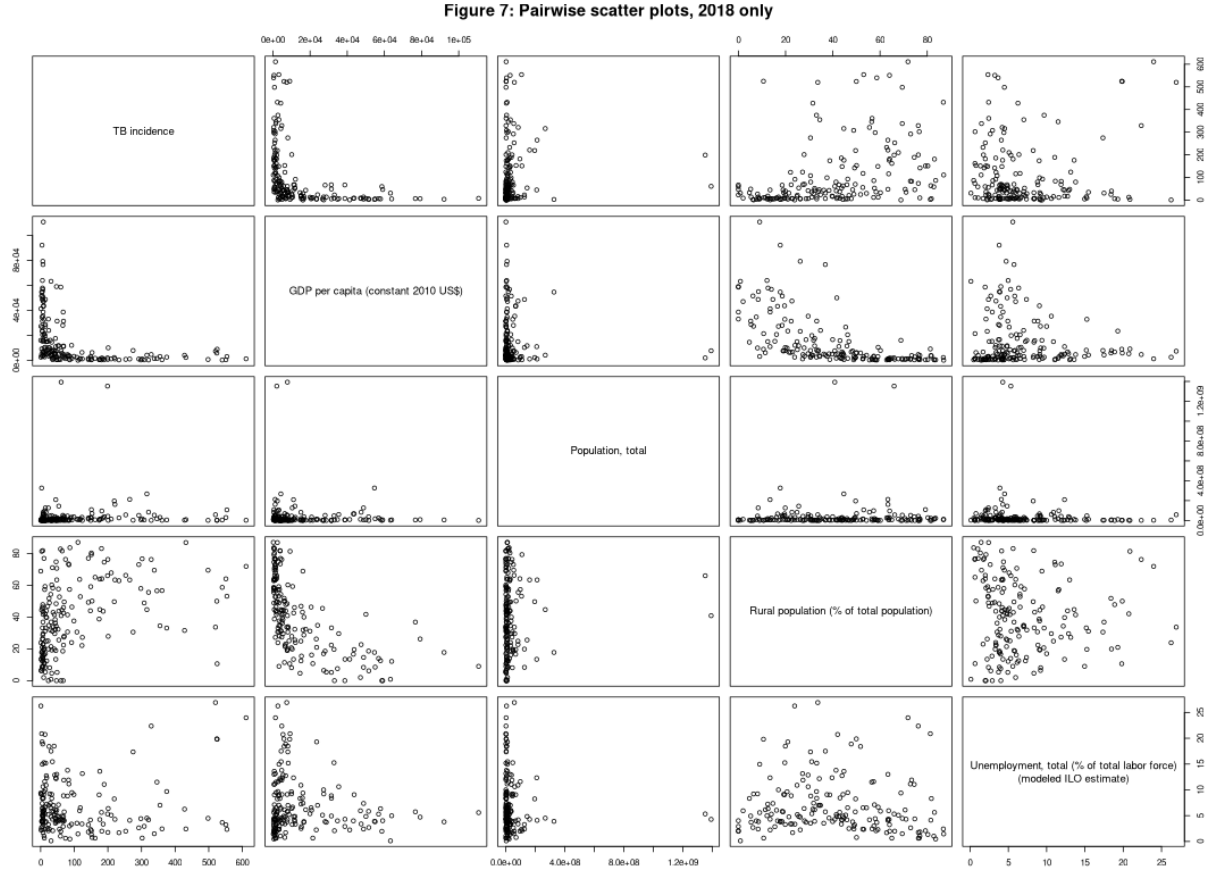 Figure 7: Pairwise scatter plots, 2018 only
0e+00 2e+04 4e+04 6e+04 8e+04 1e+05
0 20 40 60 80
TB incidence
0 100 200 300 400 500 600
0e+00 4e+04 8e+04
GDP per capita (constant 2010 US$)
Population, total
0.0e+00 4.0e+08 8.0e+08 1.2e+09
0 20 40 60 80
Rural population (% of total population)
Unemployment, total (% of total labor force)
(modeled ILO estimate)
0 5 10 15 20 25
0 100 200 300 400 500 600
0.0e+00 4.0e+08 8.0e+08 1.2e+09
0 5 10 15 20 25